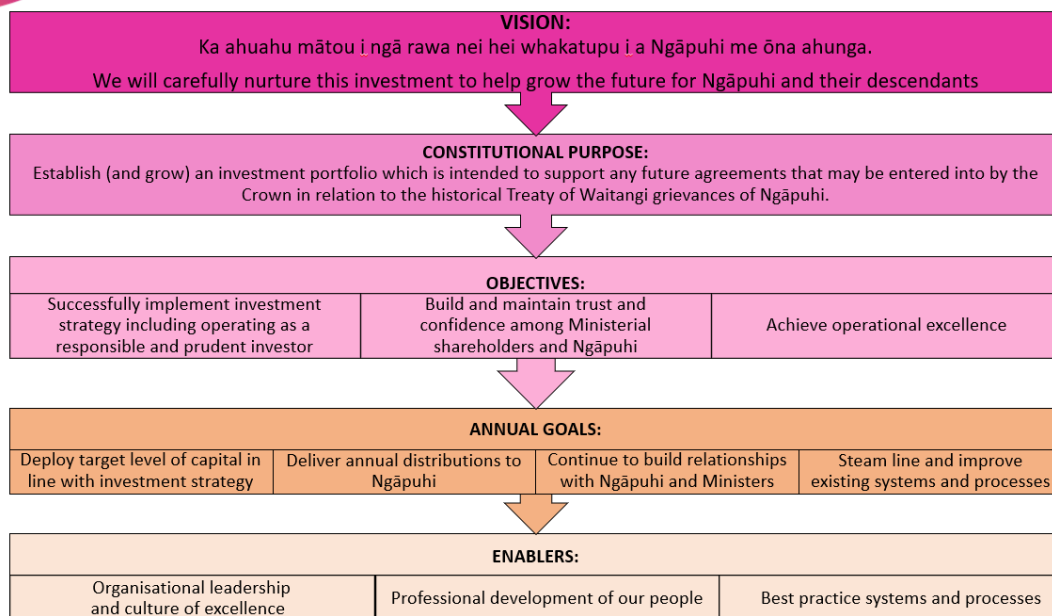 VISION:
Ka ahuahu mātou i ngā rawa nei hei whakatupu i a Ngāpuhi me ōna ahunga.
We will carefully nurture this investment to help grow the future for Ngāpuhi and their descendants
CONSTITUTIONAL PURPOSE:
Establish (and grow) an investment portfolio which is intended to support any future agreements that may be entered into by the
Crown in relation to the historical Treaty of Waitangi grievances of Ngāpuhi.
OBJECTIVES:
Successfully implement investment
strategy including operating as a
responsible and prudent investor
Build and maintain trust and
confidence among Ministerial
shareholders and Ngāpuhi
Achieve operational excellence
ANNUAL GOALS:
Deploy target level of capital in
line with investment strategy
Deliver annual distributions to
Ngāpuhi
Continue to build relationships
with Ngāpuhi and Ministers
Steam line and improve
existing systems and processes
ENABLERS:
Organisational leadership
and culture of excellence
Professional development of our people
Best practice systems and processes